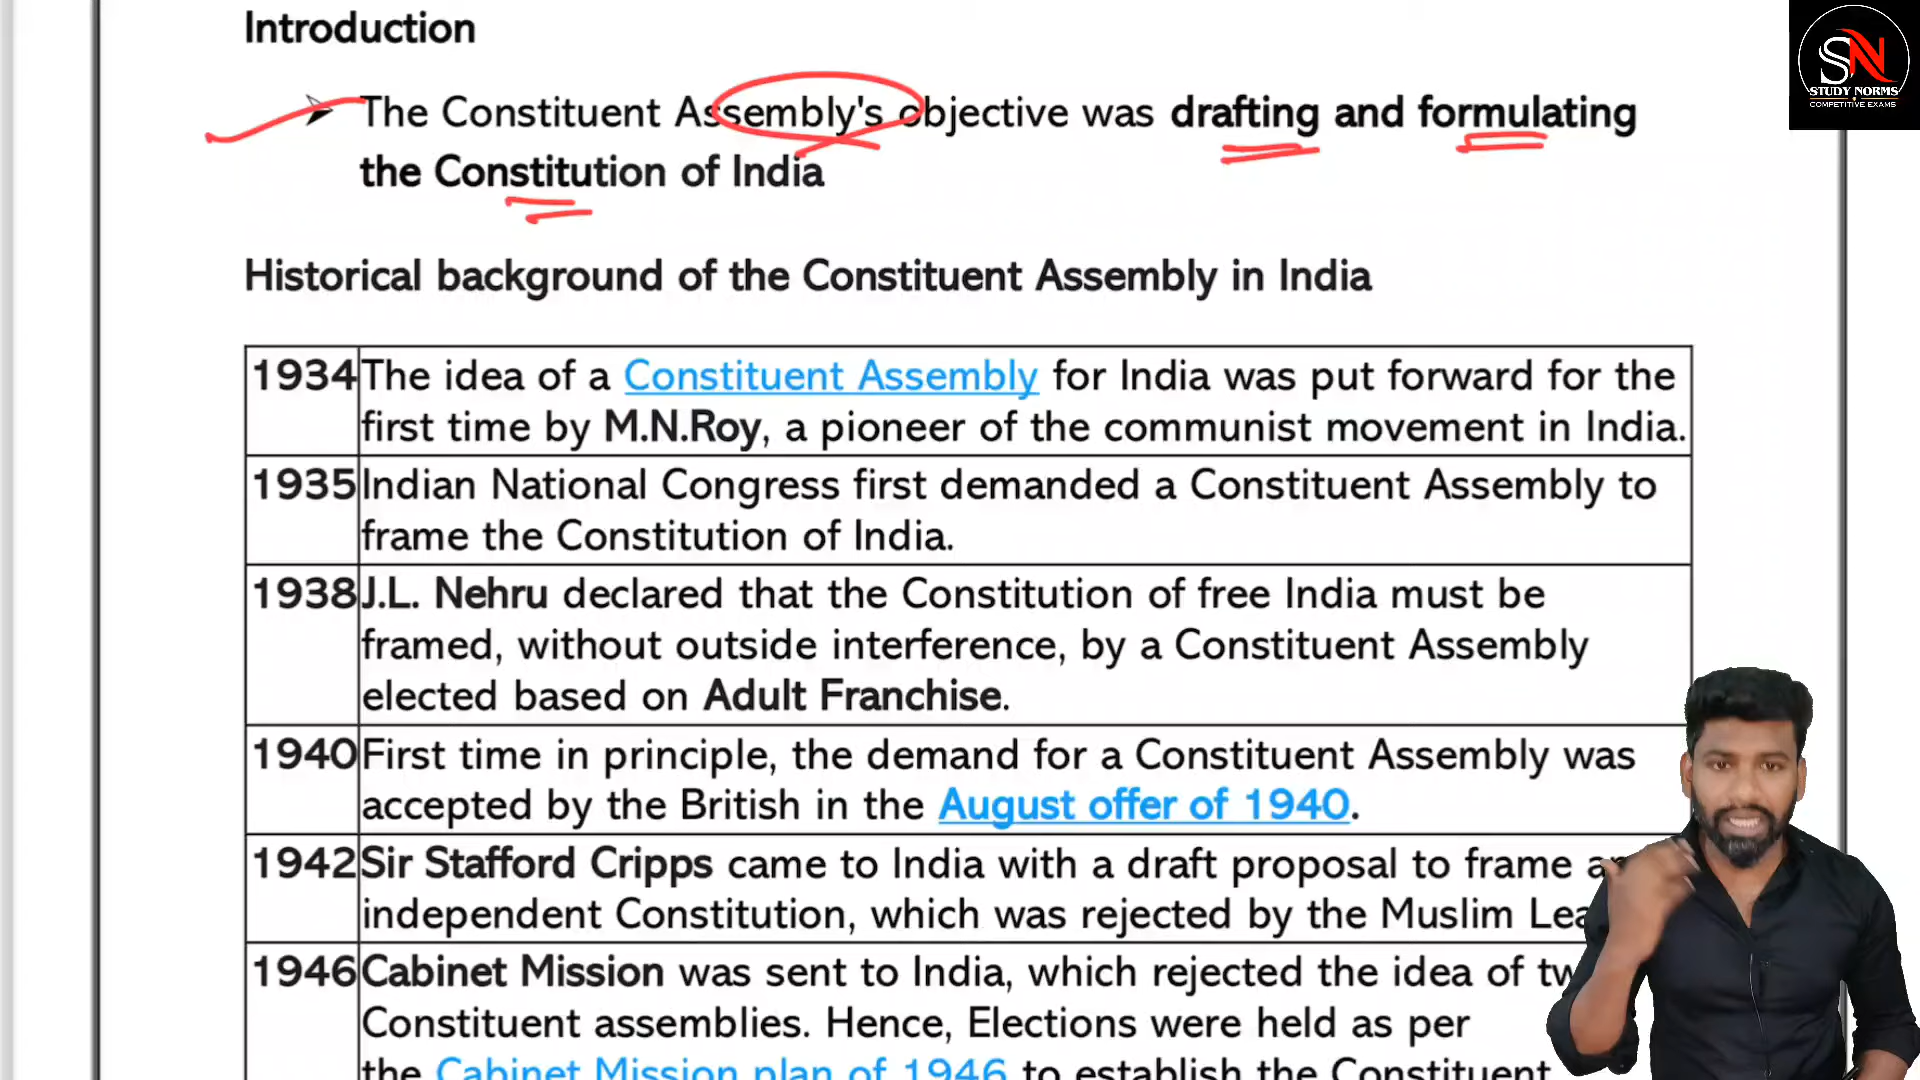 Introduction
SN
STUDY NORMS
COMPETITIVE EXAMS
➤ The Constituent Assembly's objective was drafting and formulating
the Constitution of India
Historical background of the Constituent Assembly in India
1934 The idea of a Constituent Assembly for India was put forward for the
first time by M.N.Roy, a pioneer of the communist movement in India.
1935 Indian National Congress first demanded a Constituent Assembly to
frame the Constitution of India.
1938 J.L. Nehru declared that the Constitution of free India must be
framed, without outside interference, by a Constituent Assembly
elected based on Adult Franchise.
1940 First time in principle, the demand for a Constituent Assembly was
accepted by the British in the August offer of 1940.
1942 Sir Stafford Cripps came to India with a draft proposal to frame
independent Constitution, which was rejected by the Muslim
1946 Cabinet Mission was sent to India, which rejected the idea of
Constituent assemblies. Hence, Elections were held as per
the Cabinet Mission plan of 1946 to establish the Constituent